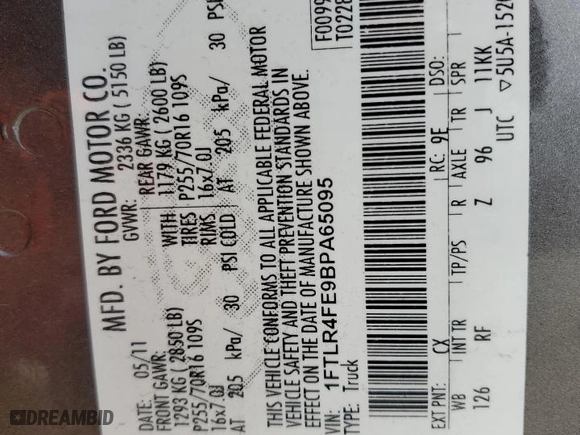 MFD. BY FORD MOTOR CO.
DATE: 05/11 GVWR: 2336 KG ( 5150 LB)
FRONT GAWR: REAR GAWR:
1293 KG ( 2850 LB) WITH 1179 KG ( 2600 LB)
P255/70R16 109S TIRES P255/70R16 109S
16x7.0J RIMS 16x7.0J
AT 205 kPa/ 30 PSI COLD AT 205 kPa/ 30 PSI
THIS VEHICLE CONFORMS TO ALL APPLICABLE FEDERAL MOTOR
VEHICLE SAFETY AND THEFT PREVENTION STANDARDS IN
EFFECT ON THE DATE OF MANUFACTURE SHOWN ABOVE.
1FTLR4FE9BPA65095
TYPE: Truck
F0099
T0228
EXT PNT: CX RC: 9E DSO:
WB INT TR TP/PS R AXLE TR SPR
126 RF Z 96 J 11KK
UTC ▽5U5A-1520
DREAMBID